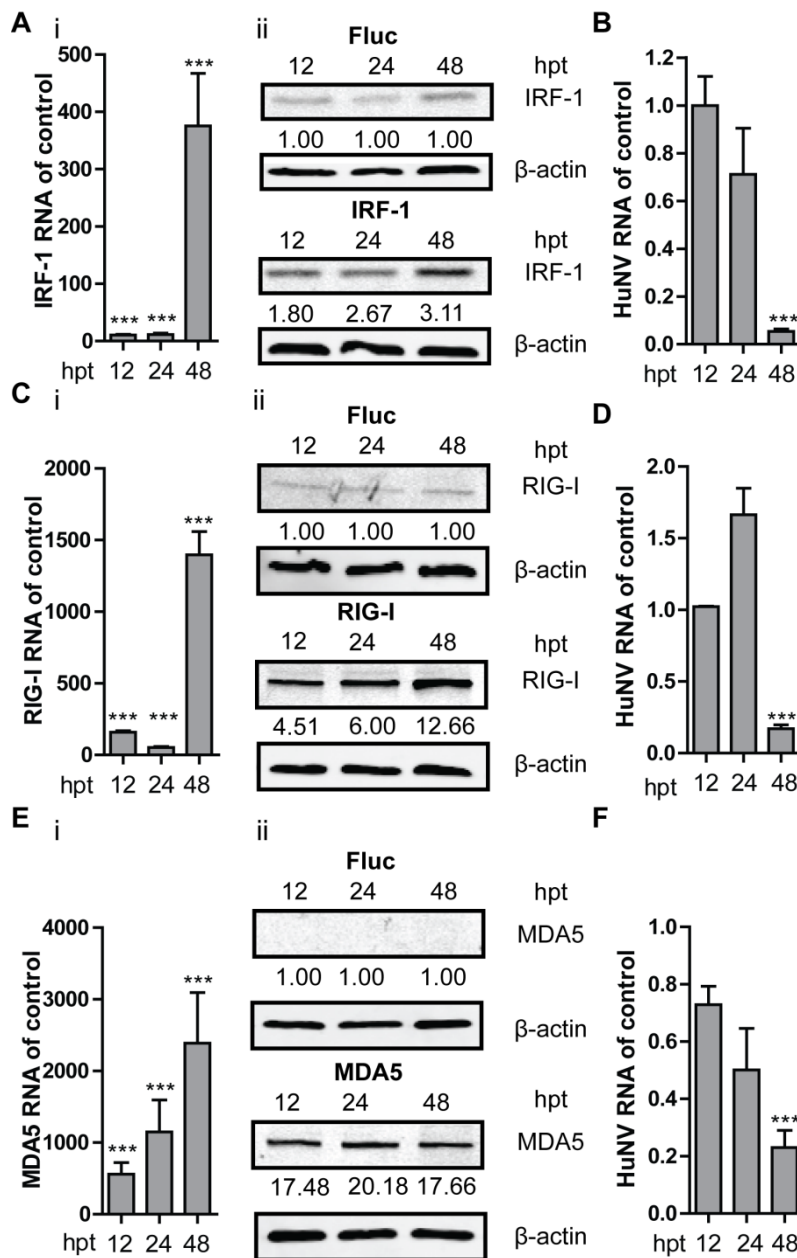 A i ii B
Fluc
12 24 48 hpt
IRF-1
1.00 1.00 1.00
β-actin
IRF-1
12 24 48 hpt
IRF-1
1.80 2.67 3.11
β-actin
IRF-1 RNA of control
500
400
300
200
100
0
*** *** ***
hpt 12 24 48
HuNV RNA of control
1.2
1.0
0.8
0.6
0.4
0.2
0.0
***
hpt 12 24 48
C i ii D
Fluc
12 24 48 hpt
RIG-I
1.00 1.00 1.00
β-actin
RIG-I
12 24 48 hpt
RIG-I
4.51 6.00 12.66
β-actin
RIG-I RNA of control
2000
1500
1000
500
0
*** *** ***
hpt 12 24 48
HuNV RNA of control
2.0
1.5
1.0
0.5
0.0
***
hpt 12 24 48
E i ii F
Fluc
12 24 48 hpt
MDA5
1.00 1.00 1.00
β-actin
MDA5
12 24 48 hpt
MDA5
17.48 20.18 17.66
β-actin
MDA5 RNA of control
4000
3000
2000
1000
0
*** *** ***
hpt 12 24 48
HuNV RNA of control
1.0
0.8
0.6
0.4
0.2
0.0
***
hpt 12 24 48